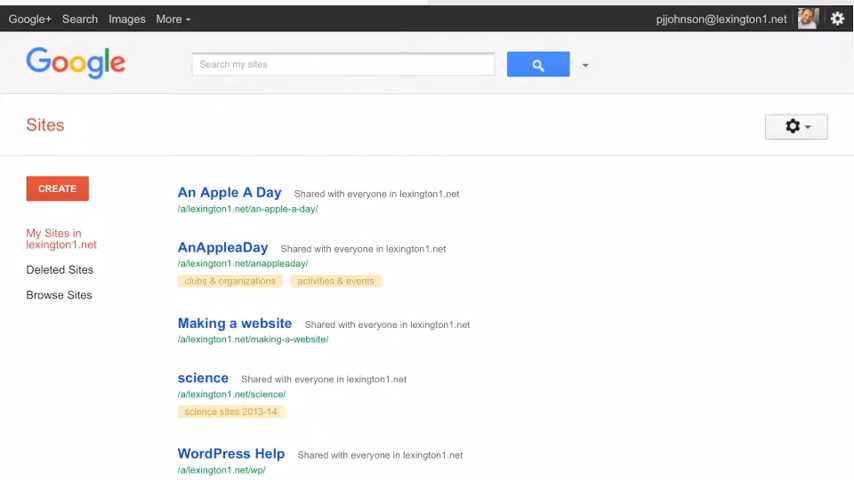 Google+ Search Images More
pjjohnson@lexington1.net
Google
Search my sites
Sites
CREATE
My Sites in
lexington1.net
Deleted Sites
Browse Sites
An Apple A Day Shared with everyone in lexington1.net
/a/lexington1.net/an-apple-a-day/
AnAppleaDay Shared with everyone in lexington1.net
/a/lexington1.net/anappleaday/
clubs & organizations activities & events
Making a website Shared with everyone in lexington1.net
/a/lexington1.net/making-a-website/
science Shared with everyone in lexington1.net
/a/lexington1.net/science/
science sites 2013-14
WordPress Help Shared with everyone in lexington1.net
/a/lexington1.net/wp/